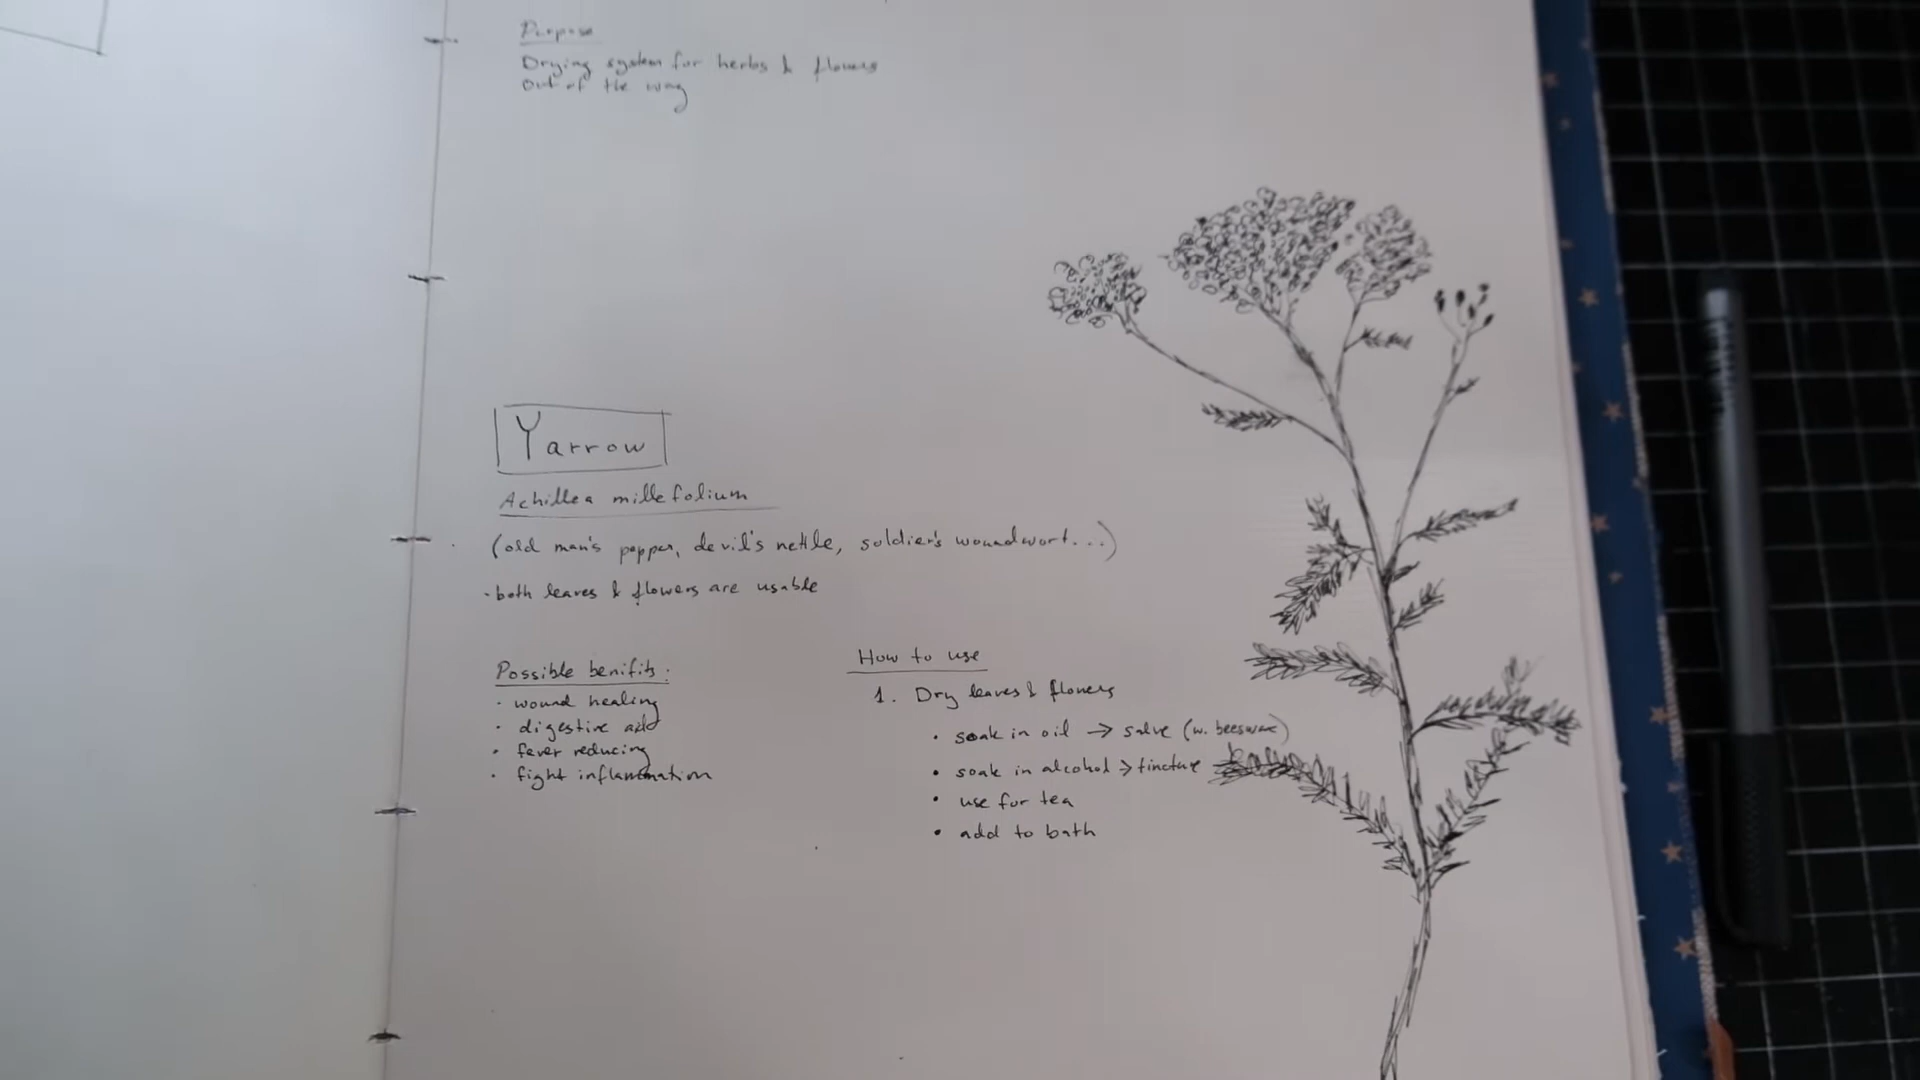 Purpose
Drying system for herbs & flowers
Out of the way
Yarrow
Achillea millefolium
(old man's pepper, devil's nettle, soldier's woundwort...)
- both leaves & flowers are usable
Possible benifits:
· wound healing
· digestive aid
· fever reducing
· fight inflammation
How to use
1. Dry leaves & flowers
• soak in oil → salve (w. beeswax)
• soak in alcohol > tincture
• use for tea
• add to bath